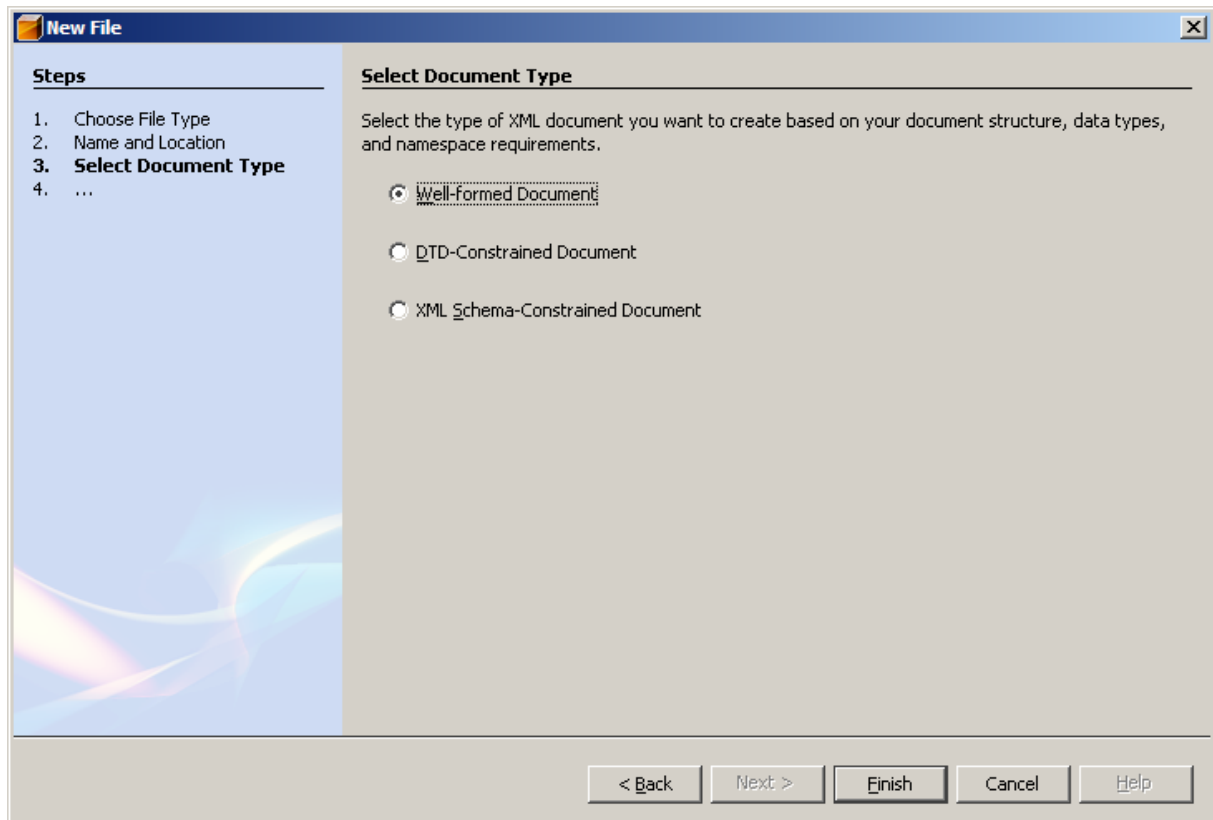 New File
Steps
1. Choose File Type
2. Name and Location
3. Select Document Type
4. ...
Select Document Type
Select the type of XML document you want to create based on your document structure, data types,
and namespace requirements.
Well-formed Document
DTD-Constrained Document
XML Schema-Constrained Document
< Back Next > Finish Cancel Help